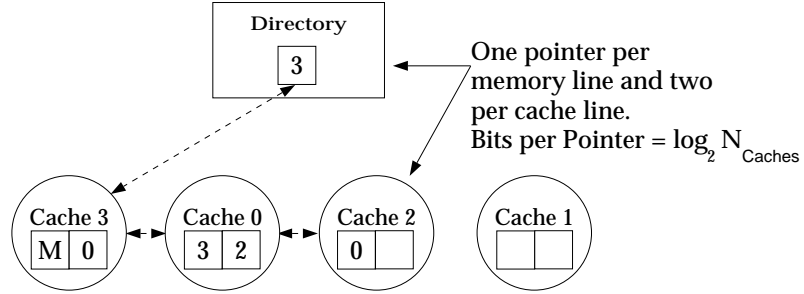 Directory
3
One pointer per
memory line and two
per cache line.
Bits per Pointer = log₂ N_Caches
Cache 3
M 0
Cache 0
3 2
Cache 2
0
Cache 1